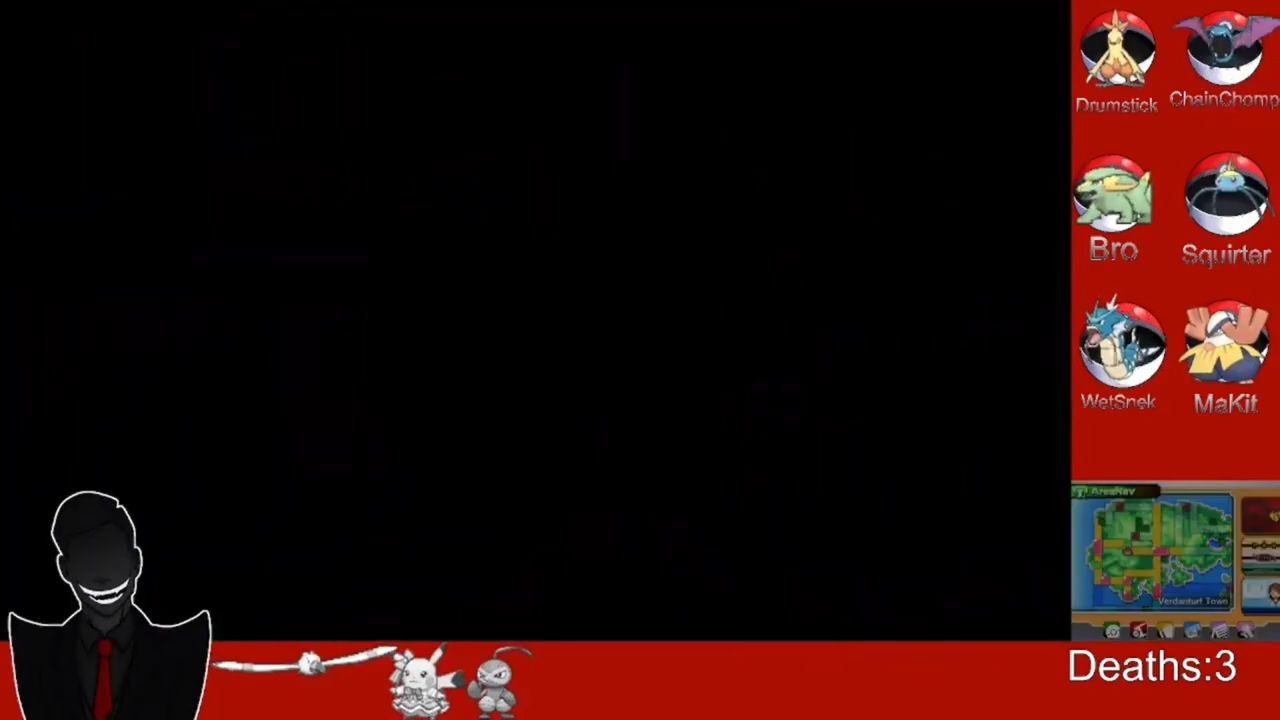 Drumstick
ChainChomp
Bro
Squirter
WetSnek
MaKit
AreaNav
Verdanturf Town
Deaths:3